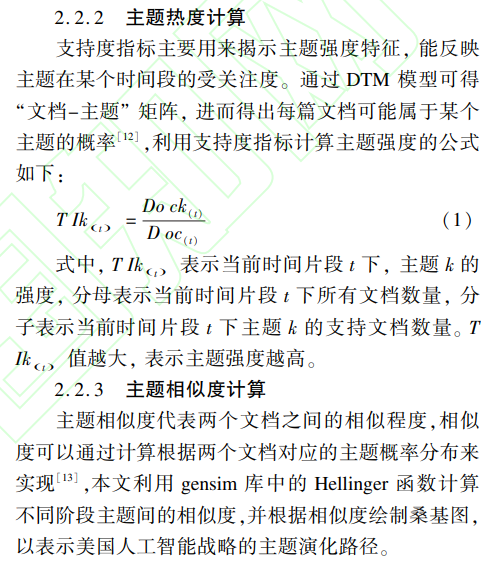 2.2.2 主题热度计算
支持度指标主要用来揭示主题强度特征，能反映
主题在某个时间段的受关注度。通过 DTM 模型可得
“文档-主题”矩阵，进而得出每篇文档可能属于某个
主题的概率[12],利用支持度指标计算主题强度的公式
如下：
T Ik(t) = Do ck(t) / D oc(t) (1)
式中，T Ik(t) 表示当前时间片段 t 下，主题 k 的
强度，分母表示当前时间片段 t 下所有文档数量，分
子表示当前时间片段 t 下主题 k 的支持文档数量。T
Ik(t) 值越大，表示主题强度越高。
2.2.3 主题相似度计算
主题相似度代表两个文档之间的相似程度,相似
度可以通过计算根据两个文档对应的主题概率分布来
实现[13],本文利用 gensim 库中的 Hellinger 函数计算
不同阶段主题间的相似度,并根据相似度绘制桑基图,
以表示美国人工智能战略的主题演化路径。